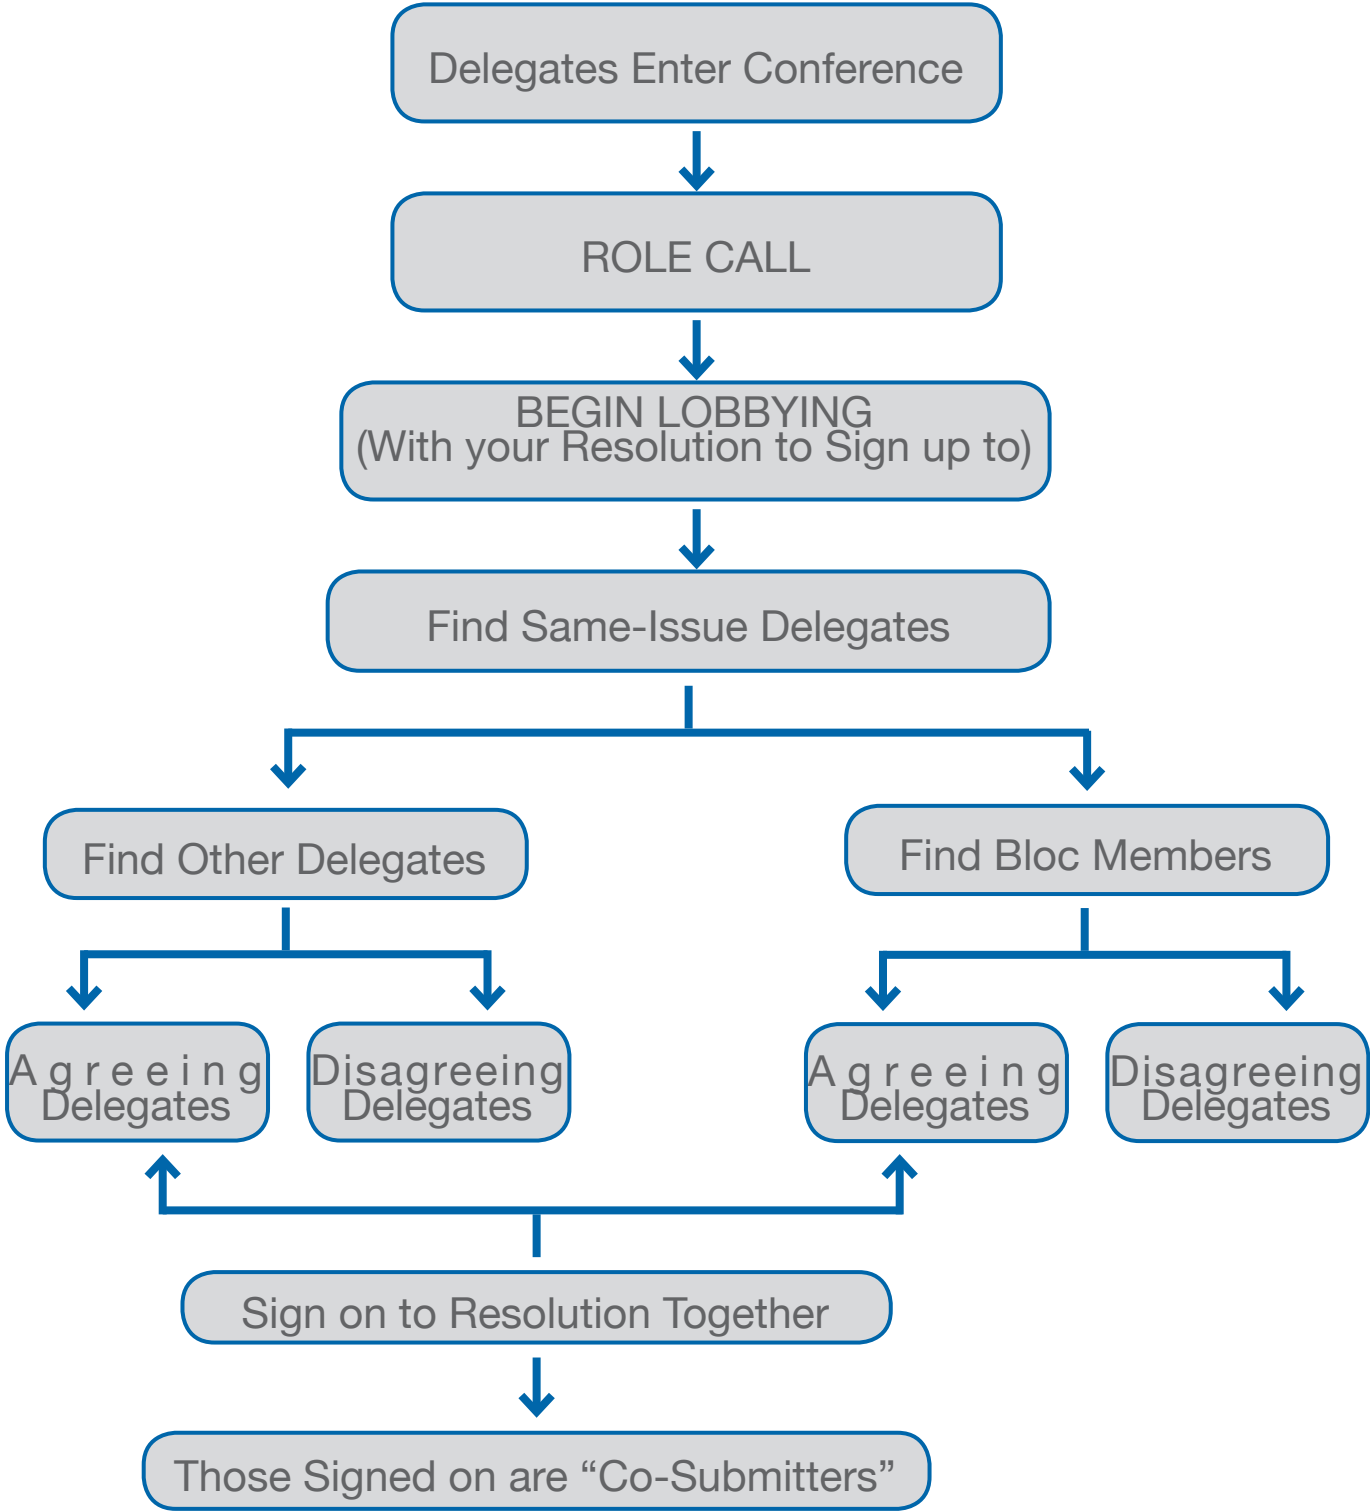 Delegates Enter Conference
ROLE CALL
BEGIN LOBBYING
(With your Resolution to Sign up to)
Find Same-Issue Delegates
Find Other Delegates
Find Bloc Members
Agreeing
Delegates
Disagreeing
Delegates
Agreeing
Delegates
Disagreeing
Delegates
Sign on to Resolution Together
Those Signed on are “Co-Submitters”